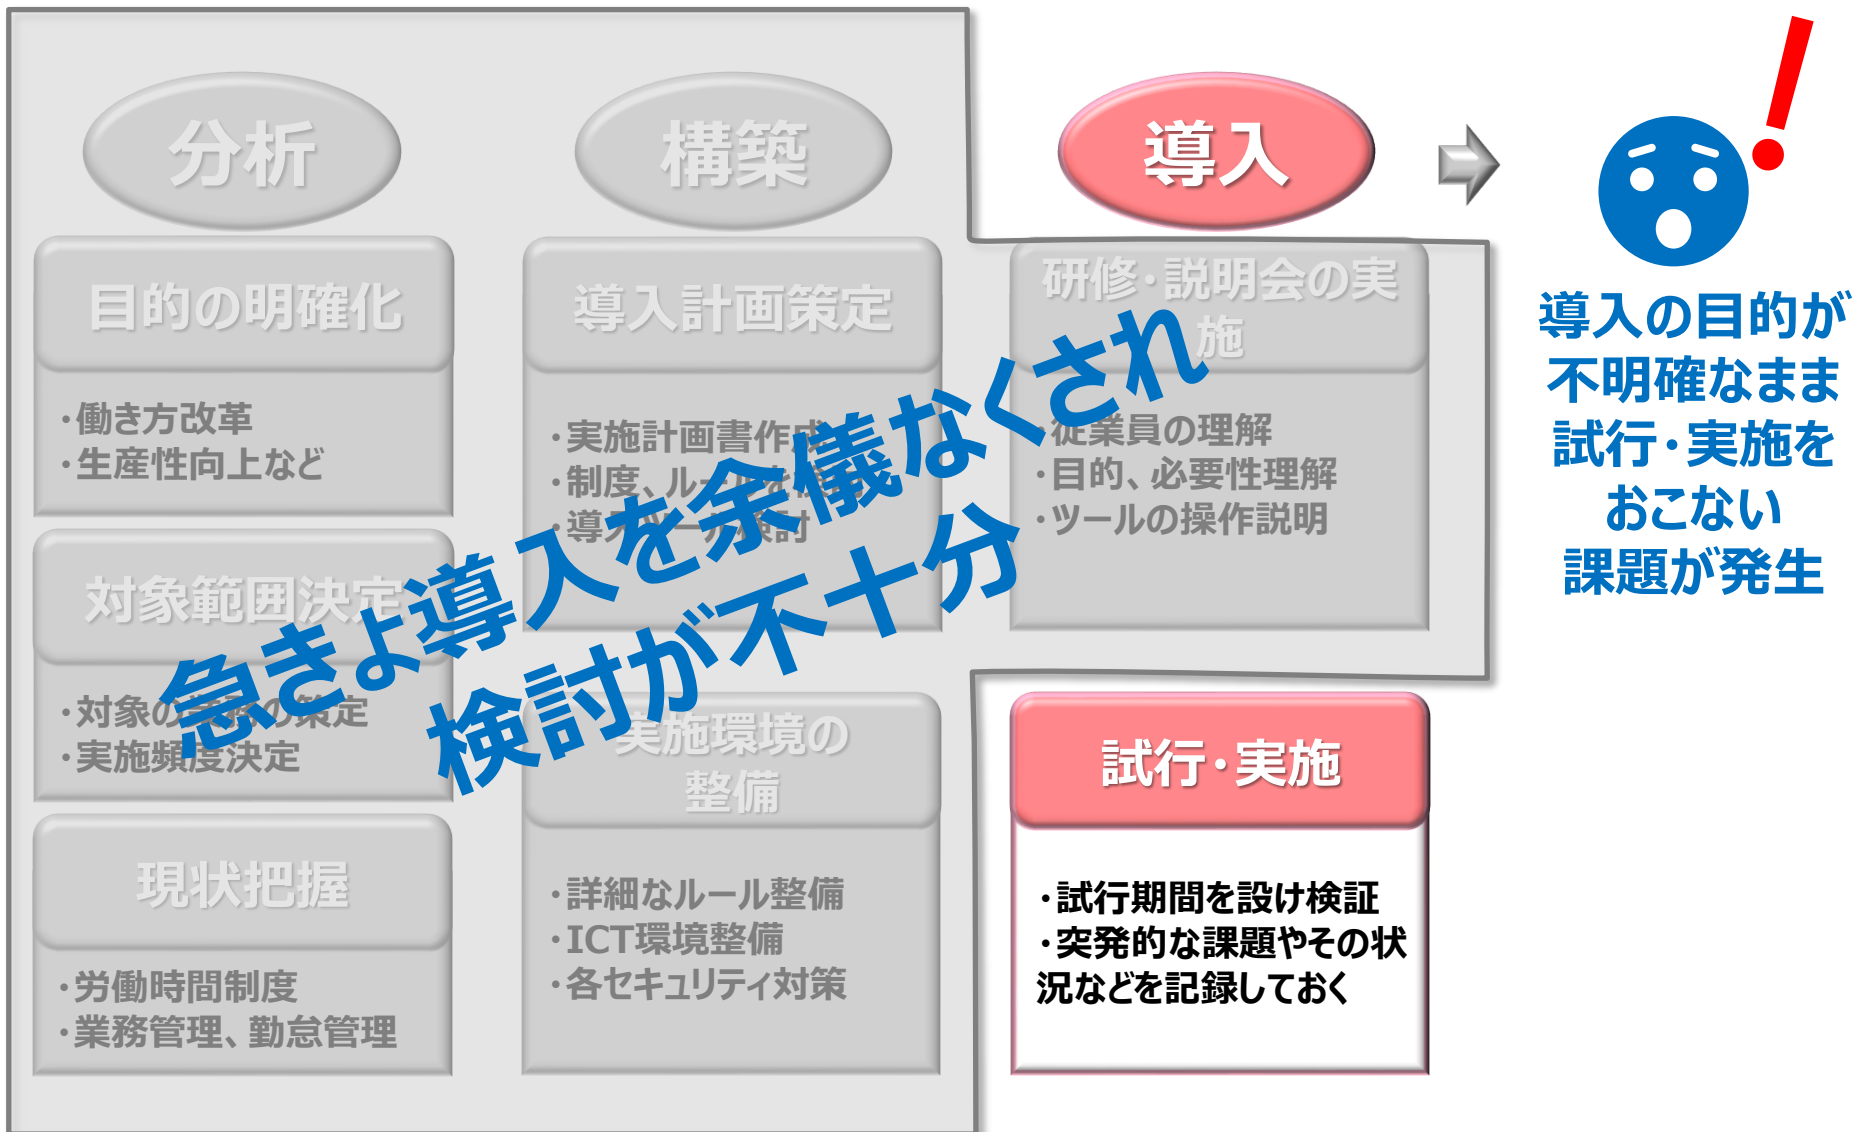 分析
目的の明確化
・働き方改革
・生産性向上など
対象範囲決定
・対象の
の策定
・実施頻度決定
現状把握
・労働時間制度
・業務管理、勤怠管理
構築
導入計画策定
・実施計画書作成
・制度、ルール
・導入ツール検討
実施環境の
整備
・詳細なルール整備
・ICT環境整備
・各セキュリティ対策
導入
研修・説明会の実
施
・従業員の理解
・目的、必要性理解
・ツールの操作説明
試行・実施
・試行期間を設け検証
・突発的な課題やその状
況などを記録しておく
急きょ導入を余儀なくされ
検討が不十分
!
導入の目的が
不明確なまま
試行・実施を
おこない
課題が発生